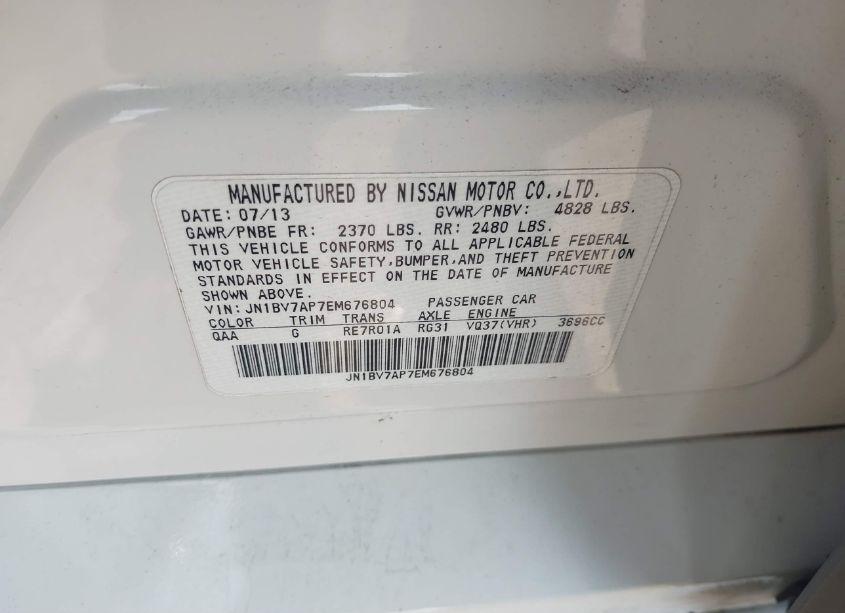 MANUFACTURED BY NISSAN MOTOR CO.,LTD.
DATE: 07/13 GVWR/PNBV: 4828 LBS.
GAWR/PNBE FR: 2370 LBS. RR: 2480 LBS.
THIS VEHICLE CONFORMS TO ALL APPLICABLE FEDERAL
MOTOR VEHICLE SAFETY,BUMPER,AND THEFT PREVENTION
STANDARDS IN EFFECT ON THE DATE OF MANUFACTURE
SHOWN ABOVE.
VIN: JN1BV7AP7EM676804 PASSENGER CAR
COLOR TRIM TRANS AXLE ENGINE
QAA G RE7R01A RG31 VQ37(VHR) 3696CC
JN1BV7AP7EM676804